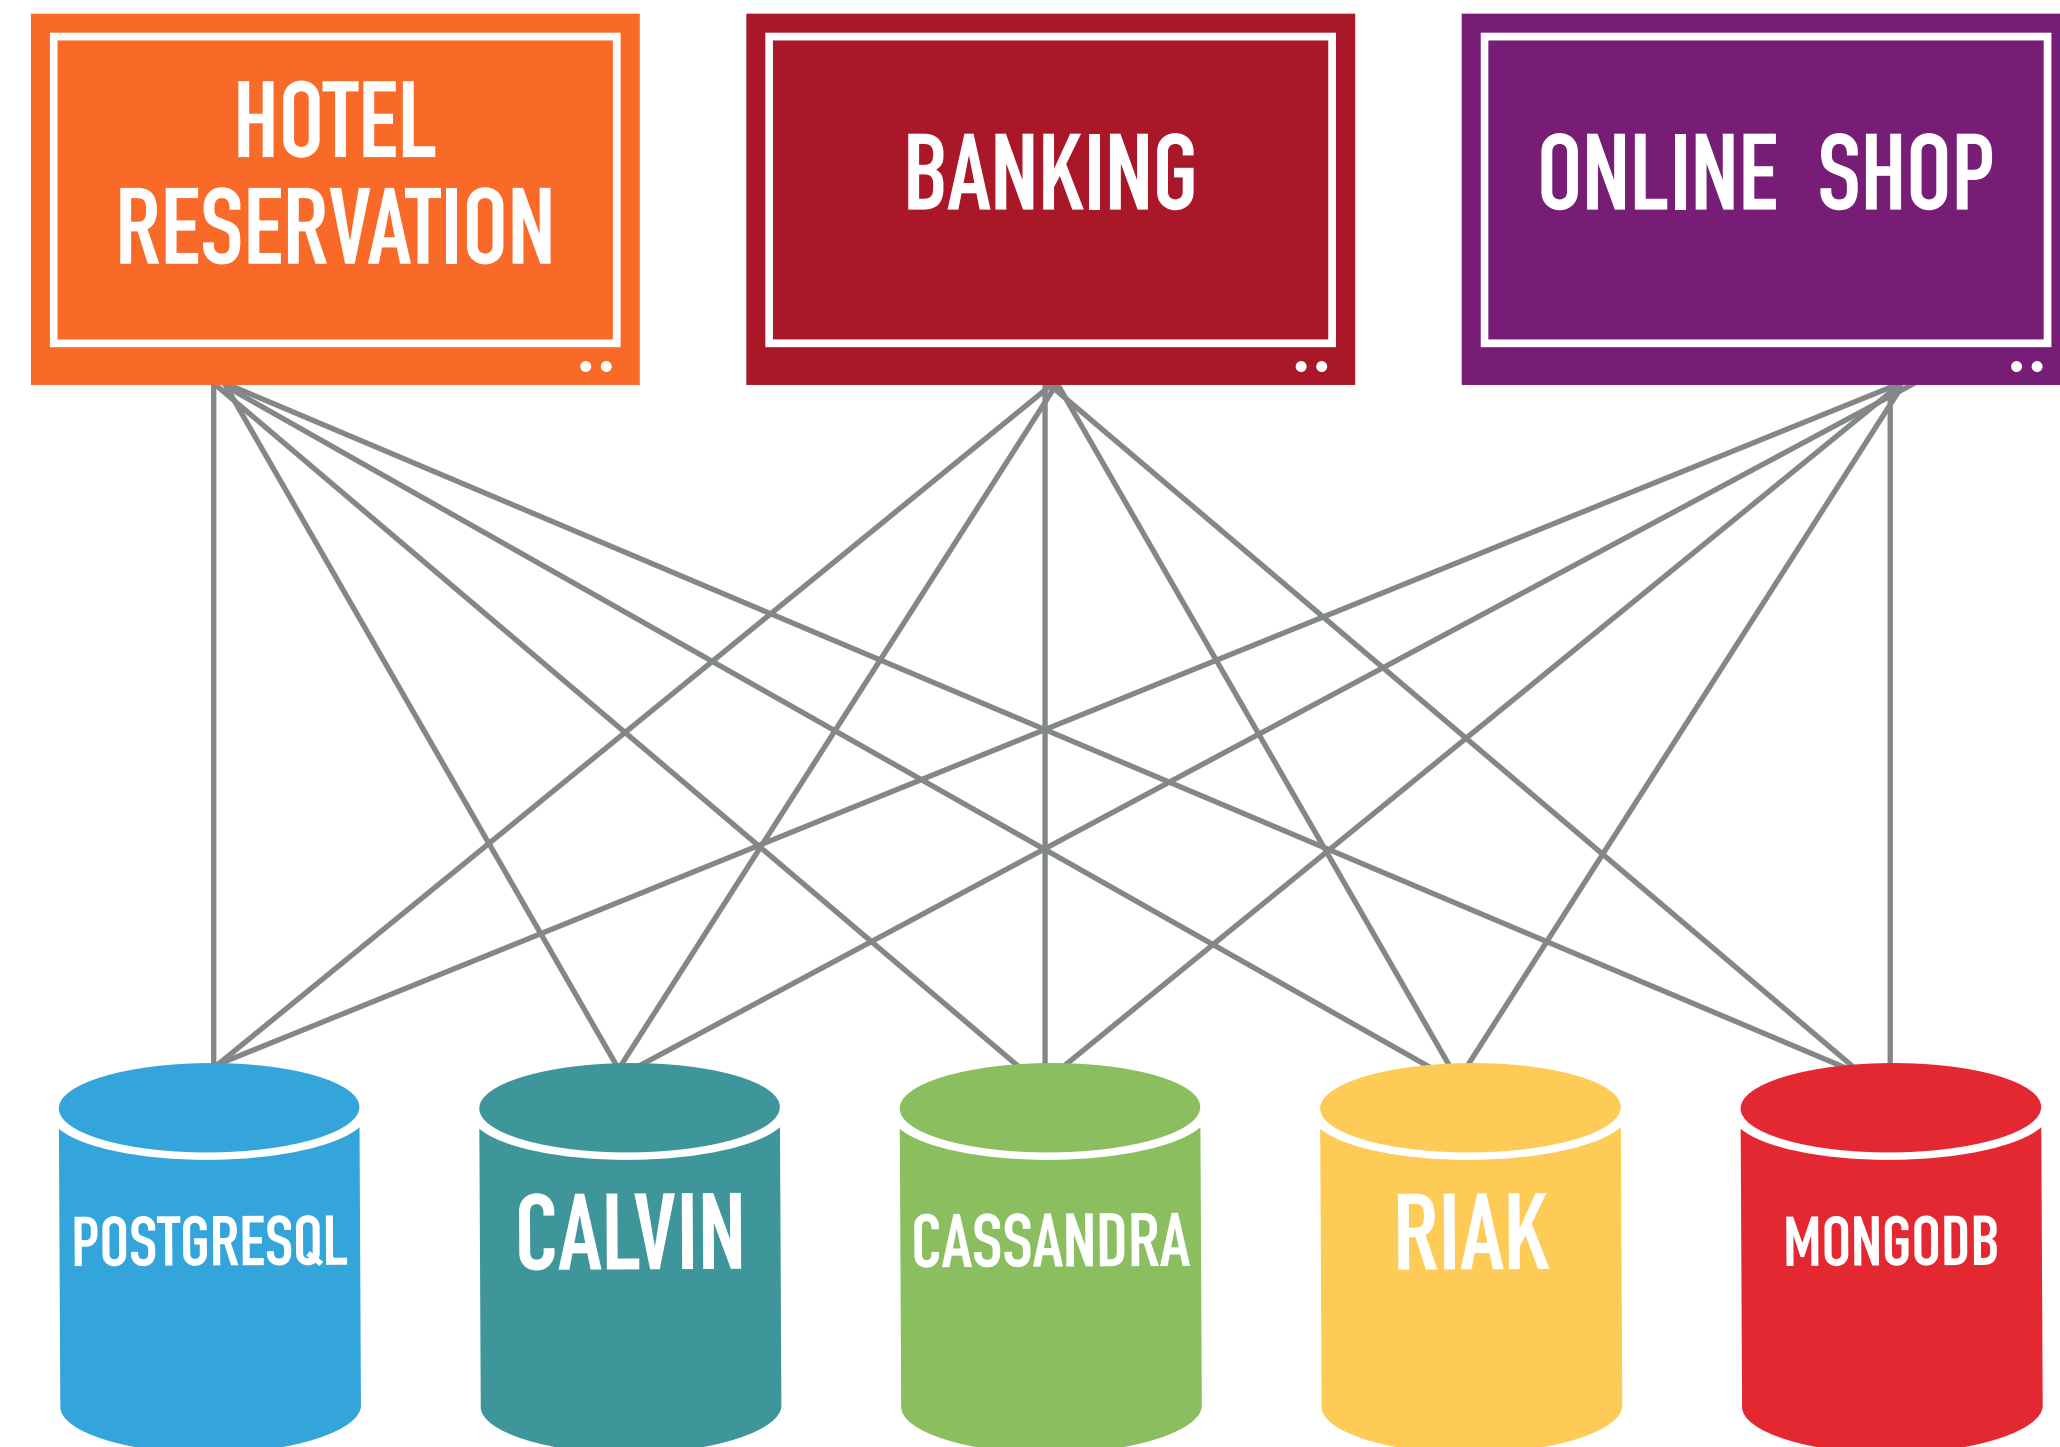 HOTEL
RESERVATION
BANKING
ONLINE SHOP
POSTGRESQL
CALVIN
CASSANDRA
RIAK
MONGODB